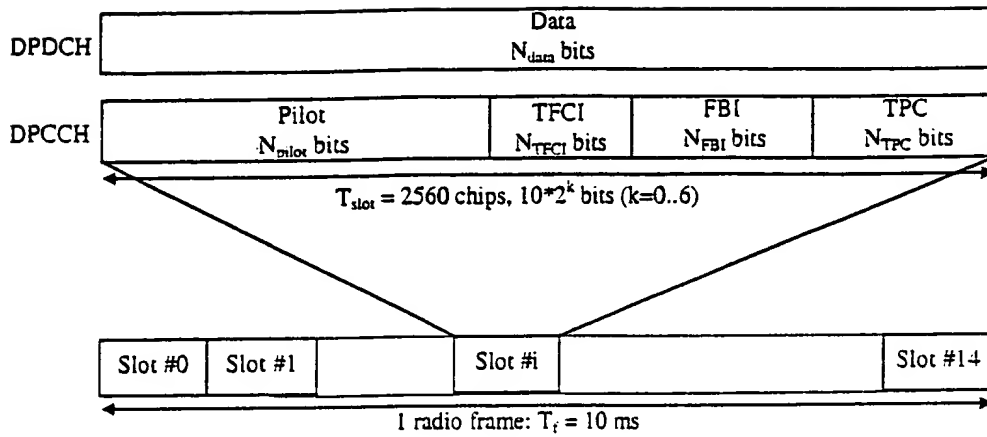 DPDCH
Data
N_data bits
DPCCH
Pilot
N_pilot bits
TFCI
N_TFCI bits
FBI
N_FBI bits
TPC
N_TPC bits
T_slot = 2560 chips, 10*2^k bits (k=0..6)
Slot #0
Slot #1
Slot #i
Slot #14
1 radio frame: T_f = 10 ms